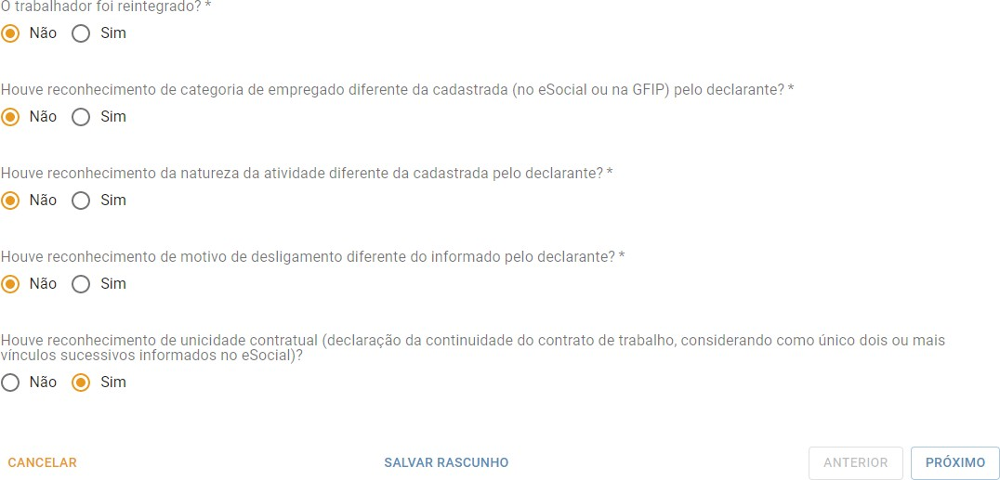 O trabalhador foi reintegrado? *
Não Sim
Houve reconhecimento de categoria de empregado diferente da cadastrada (no eSocial ou na GFIP) pelo declarante? *
Não Sim
Houve reconhecimento da natureza da atividade diferente da cadastrada pelo declarante? *
Não Sim
Houve reconhecimento de motivo de desligamento diferente do informado pelo declarante? *
Não Sim
Houve reconhecimento de unicidade contratual (declaração da continuidade do contrato de trabalho, considerando como único dois ou mais
vínculos sucessivos informados no eSocial)?
Não Sim
CANCELAR SALVAR RASCUNHO ANTERIOR PRÓXIMO